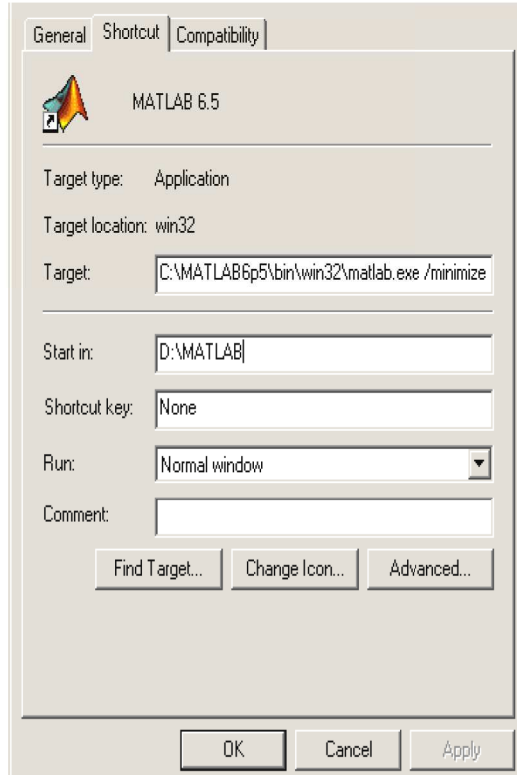 General Shortcut Compatibility
MATLAB 6.5
Target type: Application
Target location: win32
Target: C:\MATLAB6p5\bin\win32\matlab.exe /minimize
Start in: D:\MATLAB
Shortcut key: None
Run: Normal window
Comment:
Find Target... Change Icon... Advanced...
OK Cancel Apply